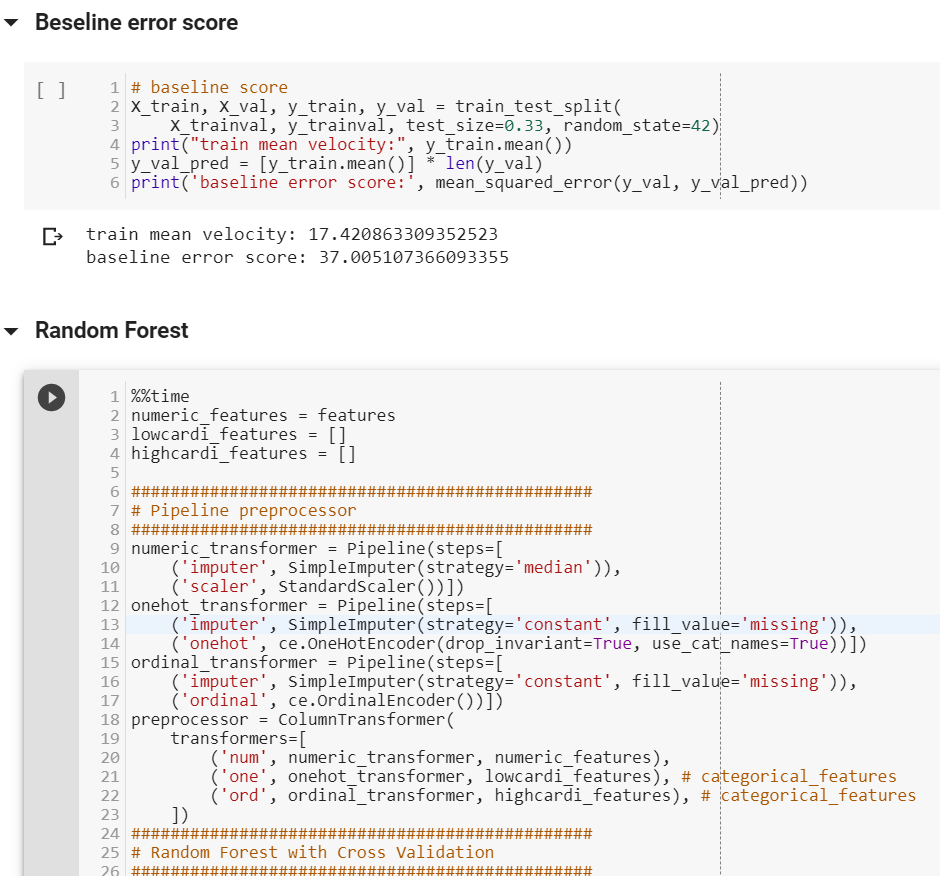 Beseline error score
[ ]
1 # baseline score
2 X_train, X_val, y_train, y_val = train_test_split(
3     X_trainval, y_trainval, test_size=0.33, random_state=42)
4 print("train mean velocity:", y_train.mean())
5 y_val_pred = [y_train.mean()] * len(y_val)
6 print('baseline error score:', mean_squared_error(y_val, y_val_pred))
train mean velocity: 17.420863309352523
baseline error score: 37.005107366093355
Random Forest
1 %%time
2 numeric_features = features
3 lowcardi_features = []
4 highcardi_features = []
5
6 ###############################################
7 # Pipeline preprocessor
8 ###############################################
9 numeric_transformer = Pipeline(steps=[
10     ('imputer', SimpleImputer(strategy='median')),
11     ('scaler', StandardScaler())])
12 onehot_transformer = Pipeline(steps=[
13     ('imputer', SimpleImputer(strategy='constant', fill_value='missing')),
14     ('onehot', ce.OneHotEncoder(drop_invariant=True, use_cat_names=True))])
15 ordinal_transformer = Pipeline(steps=[
16     ('imputer', SimpleImputer(strategy='constant', fill_value='missing')),
17     ('ordinal', ce.OrdinalEncoder())])
18 preprocessor = ColumnTransformer(
19     transformers=[
20         ('num', numeric_transformer, numeric_features),
21         ('one', onehot_transformer, lowcardi_features), # categorical_features
22         ('ord', ordinal_transformer, highcardi_features), # categorical_features
23     ])
24 ###############################################
25 # Random Forest with Cross Validation
26 ###############################################